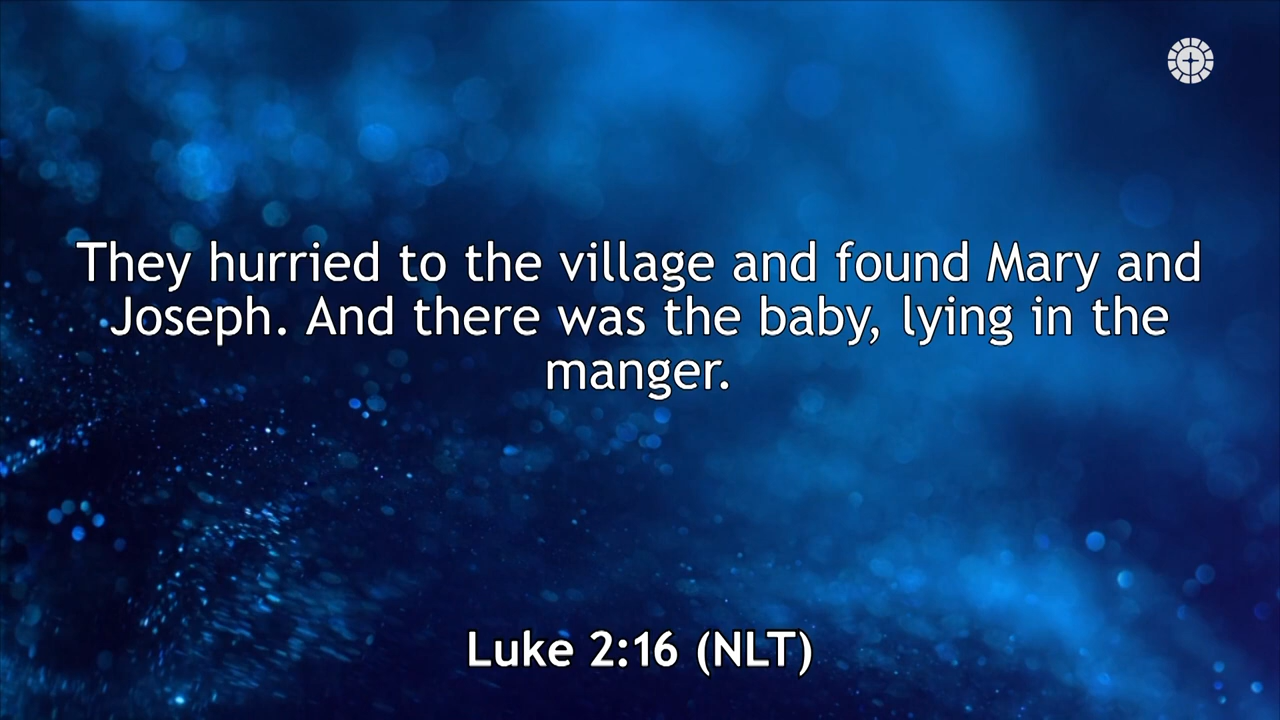 They hurried to the village and found Mary and
Joseph. And there was the baby, lying in the
manger.
Luke 2:16 (NLT)